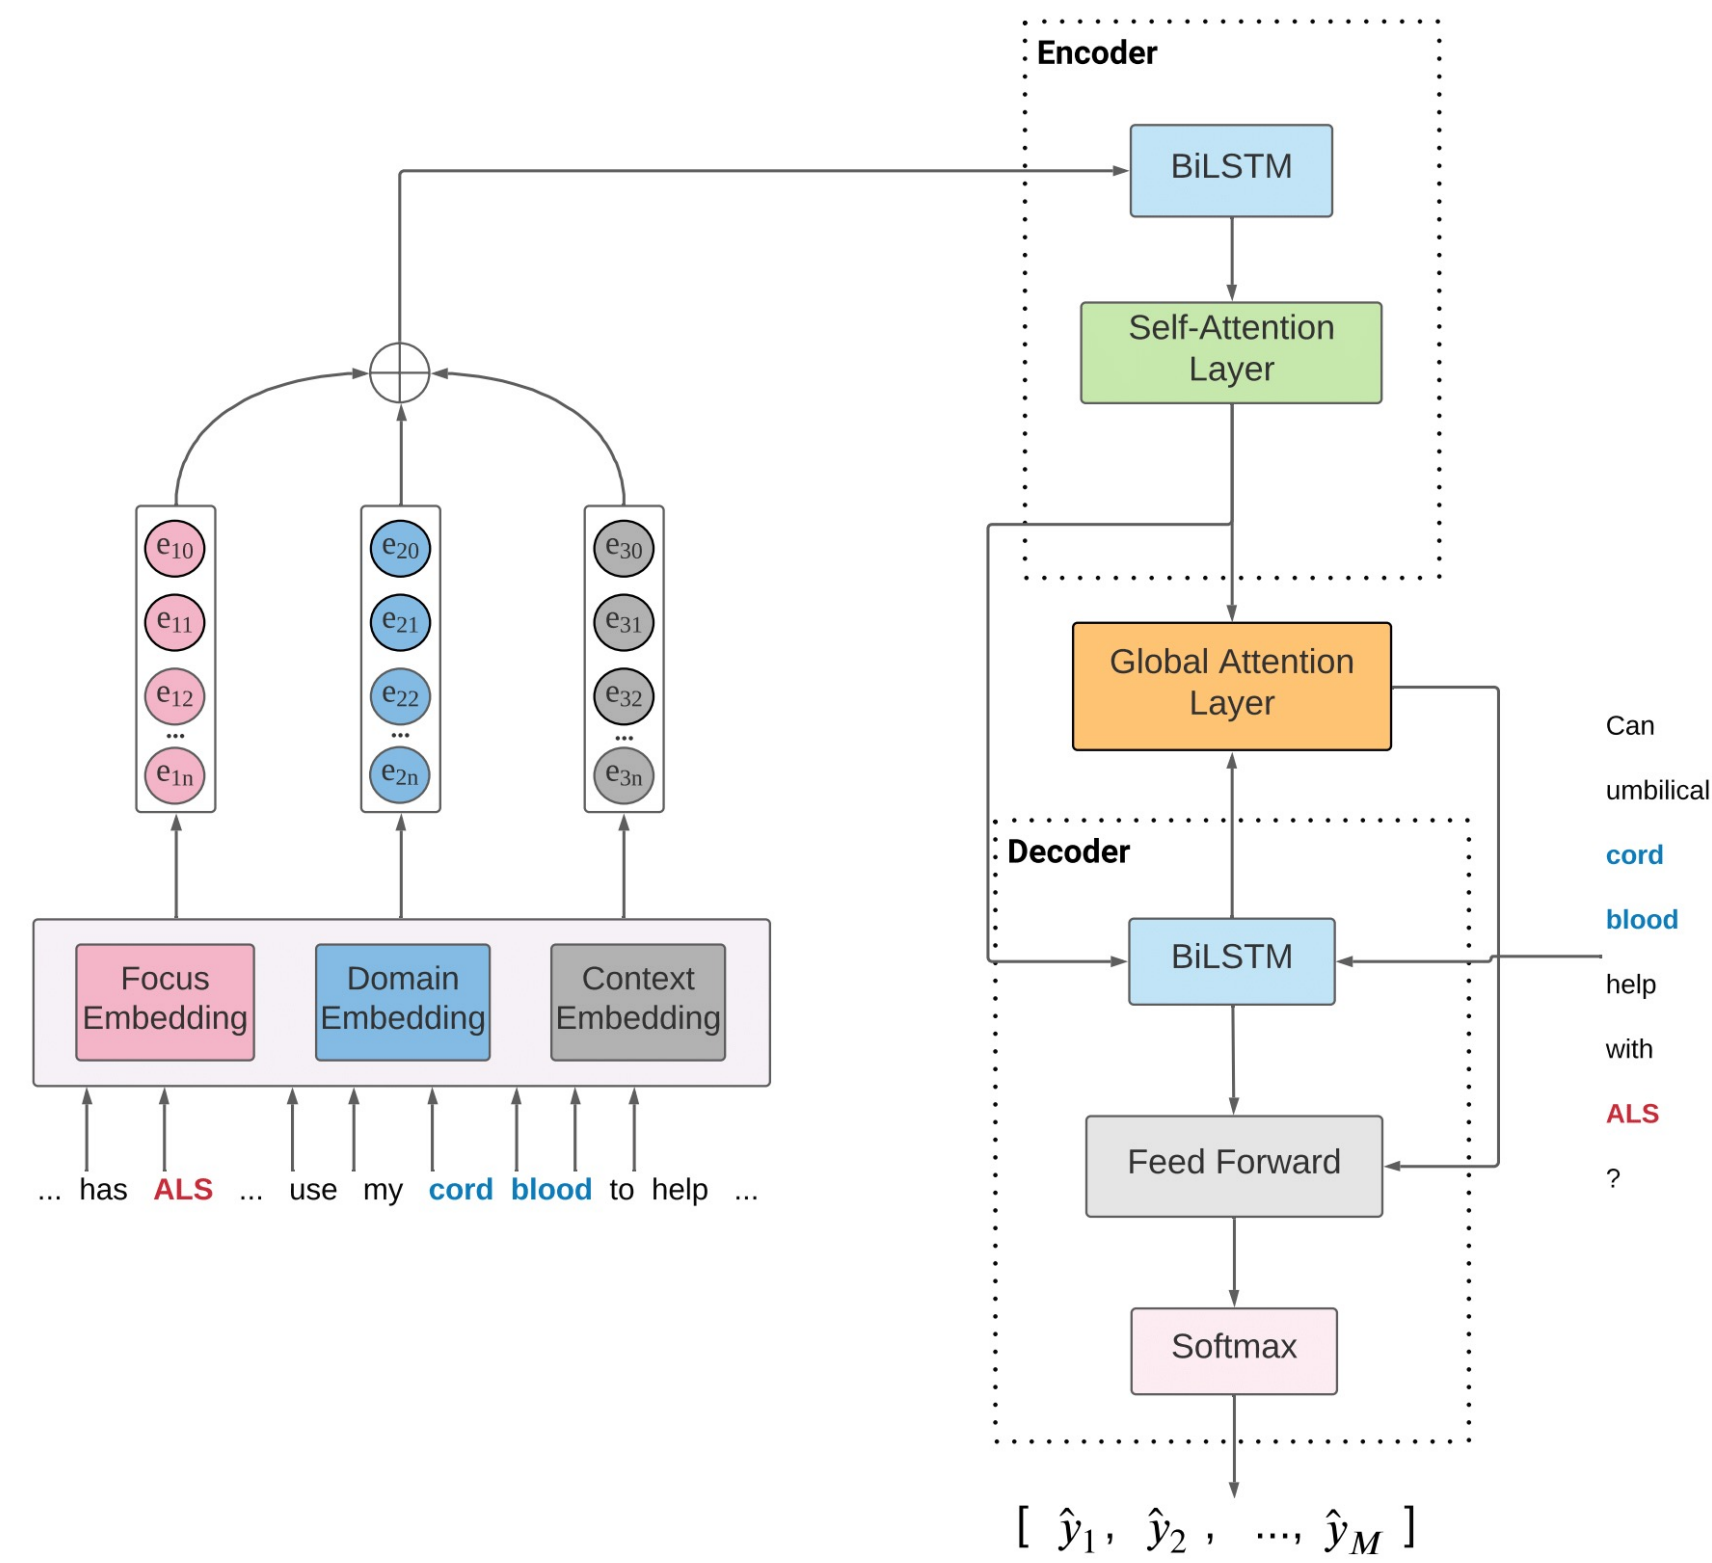 Encoder
BiLSTM
Self-Attention
Layer
e10
e11
e12
...
e1n
e20
e21
e22
...
e2n
e30
e31
e32
...
e3n
Global Attention
Layer
Focus
Embedding
Domain
Embedding
Context
Embedding
... has ALS ... use my cord blood to help ...
Decoder
BiLSTM
Feed Forward
Softmax
Can
umbilical
cord
blood
help
with
ALS
?
[ ŷ1, ŷ2 , ..., ŷM ]